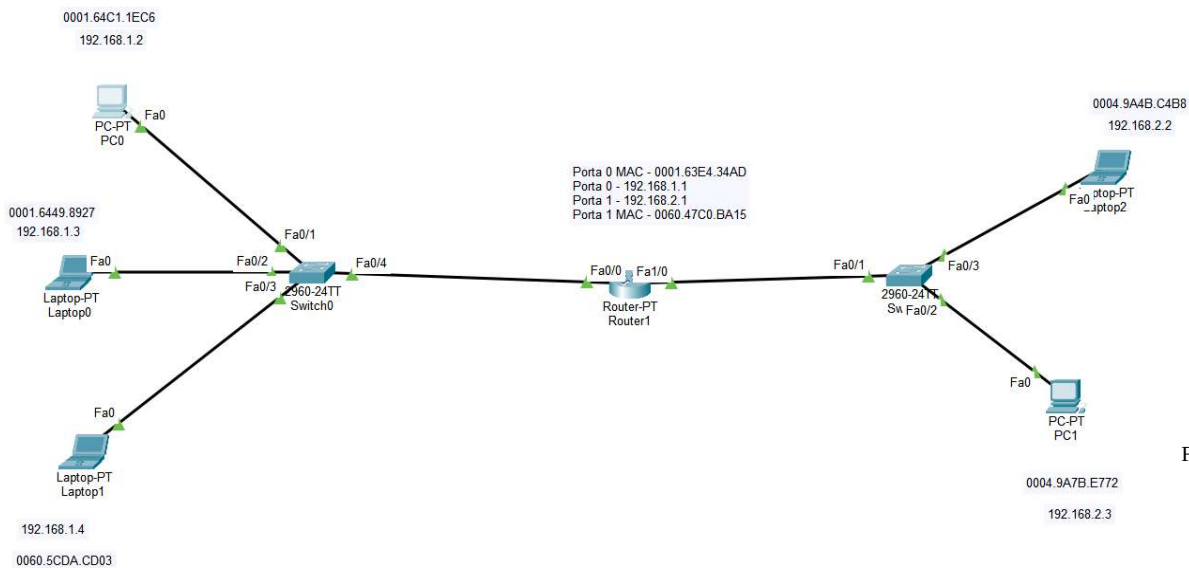 0001.64C1.1EC6
192.168.1.2
Fa0
PC-PT
PC0
0001.6449.8927
192.168.1.3
Fa0
Laptop-PT
Laptop0
Fa0
Laptop-PT
Laptop1
192.168.1.4
0060.5CDA.CD03
Fa0/1
Fa0/2
Fa0/4
Fa0/3
2960-24TT
Switch0
Porta 0 MAC - 0001.63E4.34AD
Porta 0 - 192.168.1.1
Porta 1 - 192.168.2.1
Porta 1 MAC - 0060.47C0.BA15
Fa0/0
Fa1/0
Router-PT
Router1
Fa0/1
Fa0/3
2960-24TT
Fa0/2
0004.9A4B.C4B8
192.168.2.2
Fa0
Fa0
PC-PT
PC1
0004.9A7B.E772
192.168.2.3